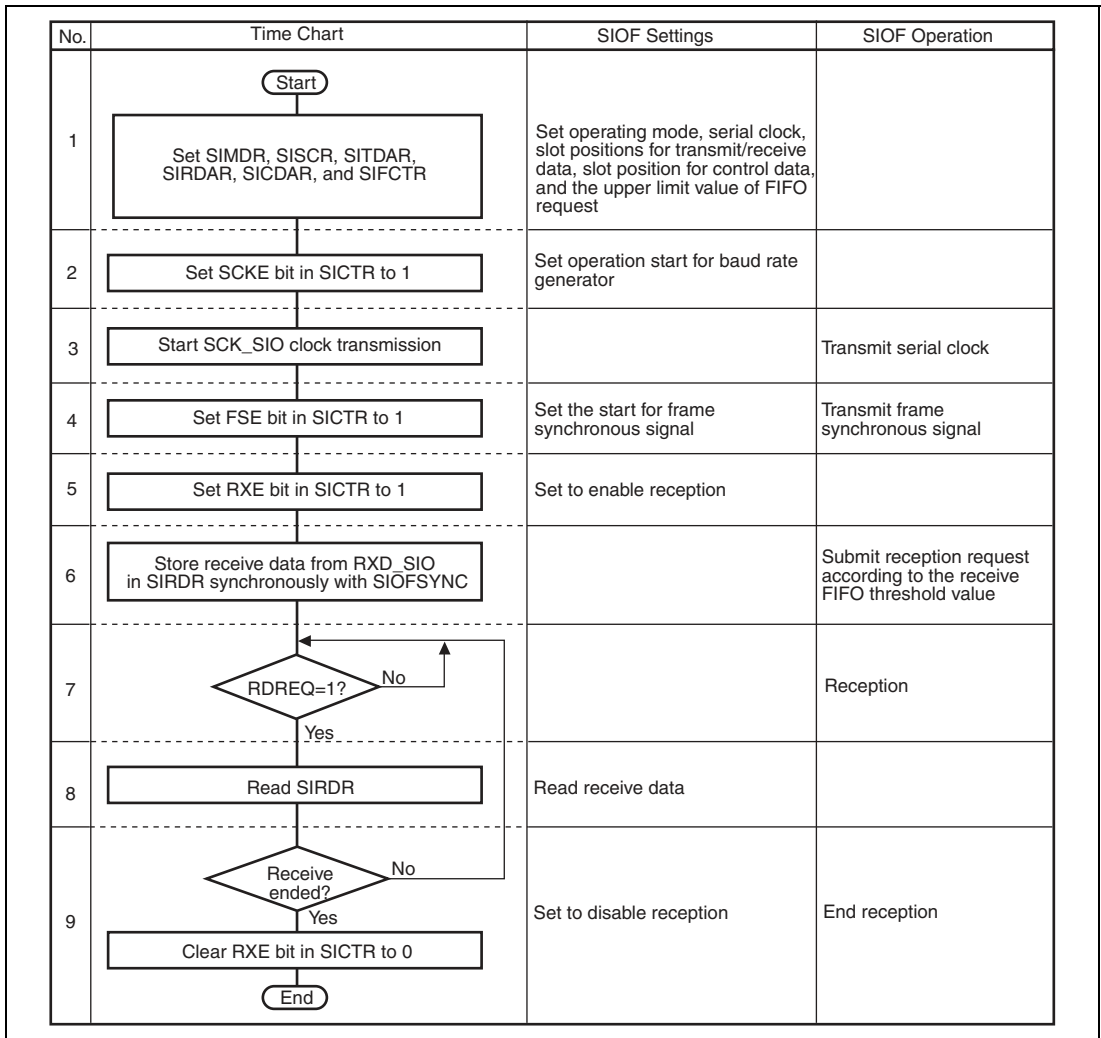 No. Time Chart SIOF Settings SIOF Operation
Start
1
Set SIMDR, SISCR, SITDAR,
SIRDAR, SICDAR, and SIFCTR
Set operating mode, serial clock,
slot positions for transmit/receive
data, slot position for control data,
and the upper limit value of FIFO
request
2
Set SCKE bit in SICTR to 1
Set operation start for baud rate
generator
3
Start SCK_SIO clock transmission
Transmit serial clock
4
Set FSE bit in SICTR to 1
Set the start for frame
synchronous signal
Transmit frame
synchronous signal
5
Set RXE bit in SICTR to 1
Set to enable reception
6
Store receive data from RXD_SIO
in SIRDR synchronously with SIOFSYNC
Submit reception request
according to the receive
FIFO threshold value
7
RDREQ=1?
No
Yes
Reception
8
Read SIRDR
Read receive data
9
Receive
ended?
No
Yes
Set to disable reception
End reception
Clear RXE bit in SICTR to 0
End